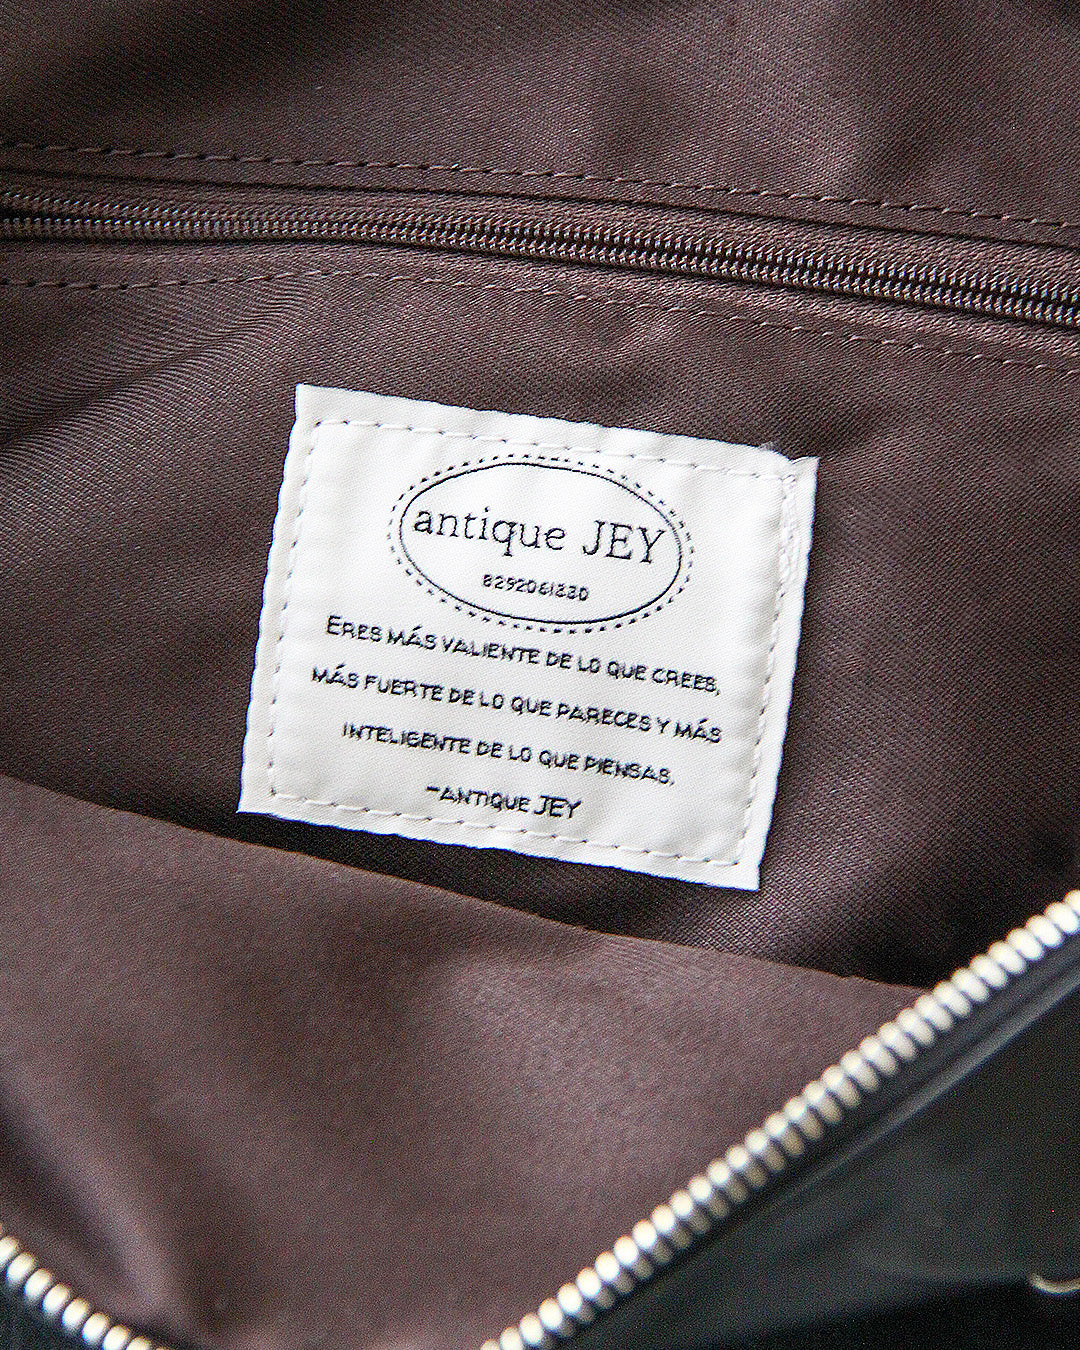 antique JEY
8292061330
ERES MÁS VALIENTE DE LO QUE CREES,
MÁS FUERTE DE LO QUE PARECES Y MÁS
INTELIGENTE DE LO QUE PIENSAS.
-ANTIQUE JEY